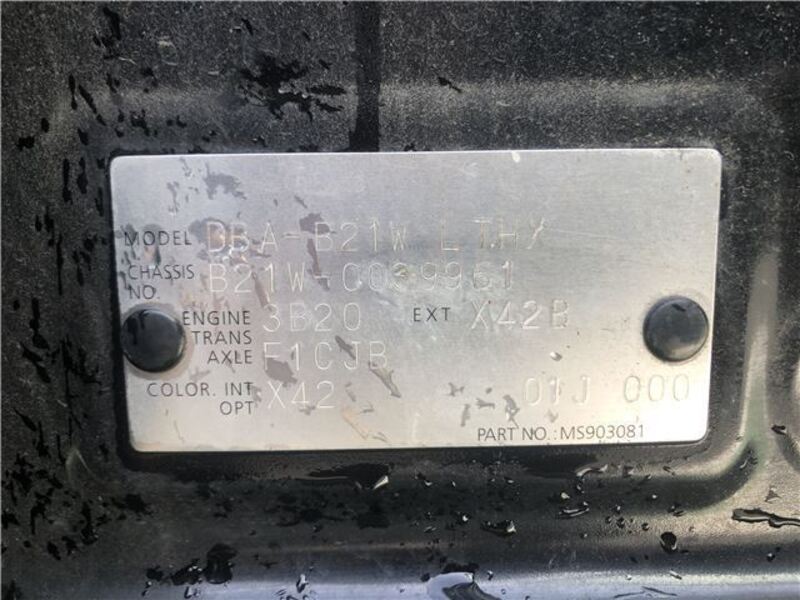 MODEL DBA-B21W LTHX
CHASSIS NO. B21W-0039961
ENGINE 3B20 EXT X42B
TRANS AXLE F1CJB
COLOR. INT OPT X42 01J 000
PART NO. :MS903081